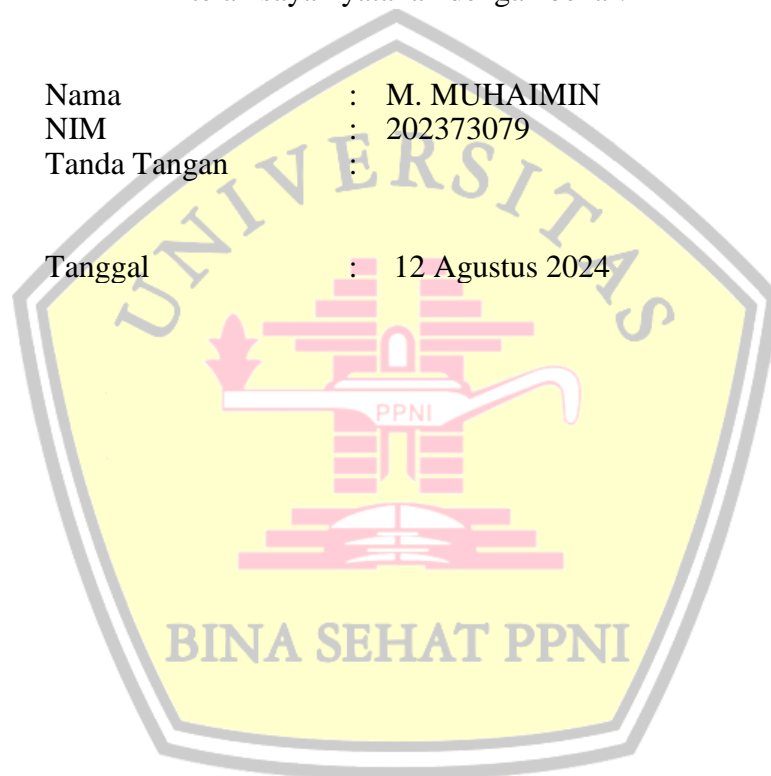 Nama : M. MUHAIMIN
NIM : 202373079
Tanda Tangan :
UNIVERSITAS
Tanggal : 12 Agustus 2024
PPNI
BINA SEHAT PPNI